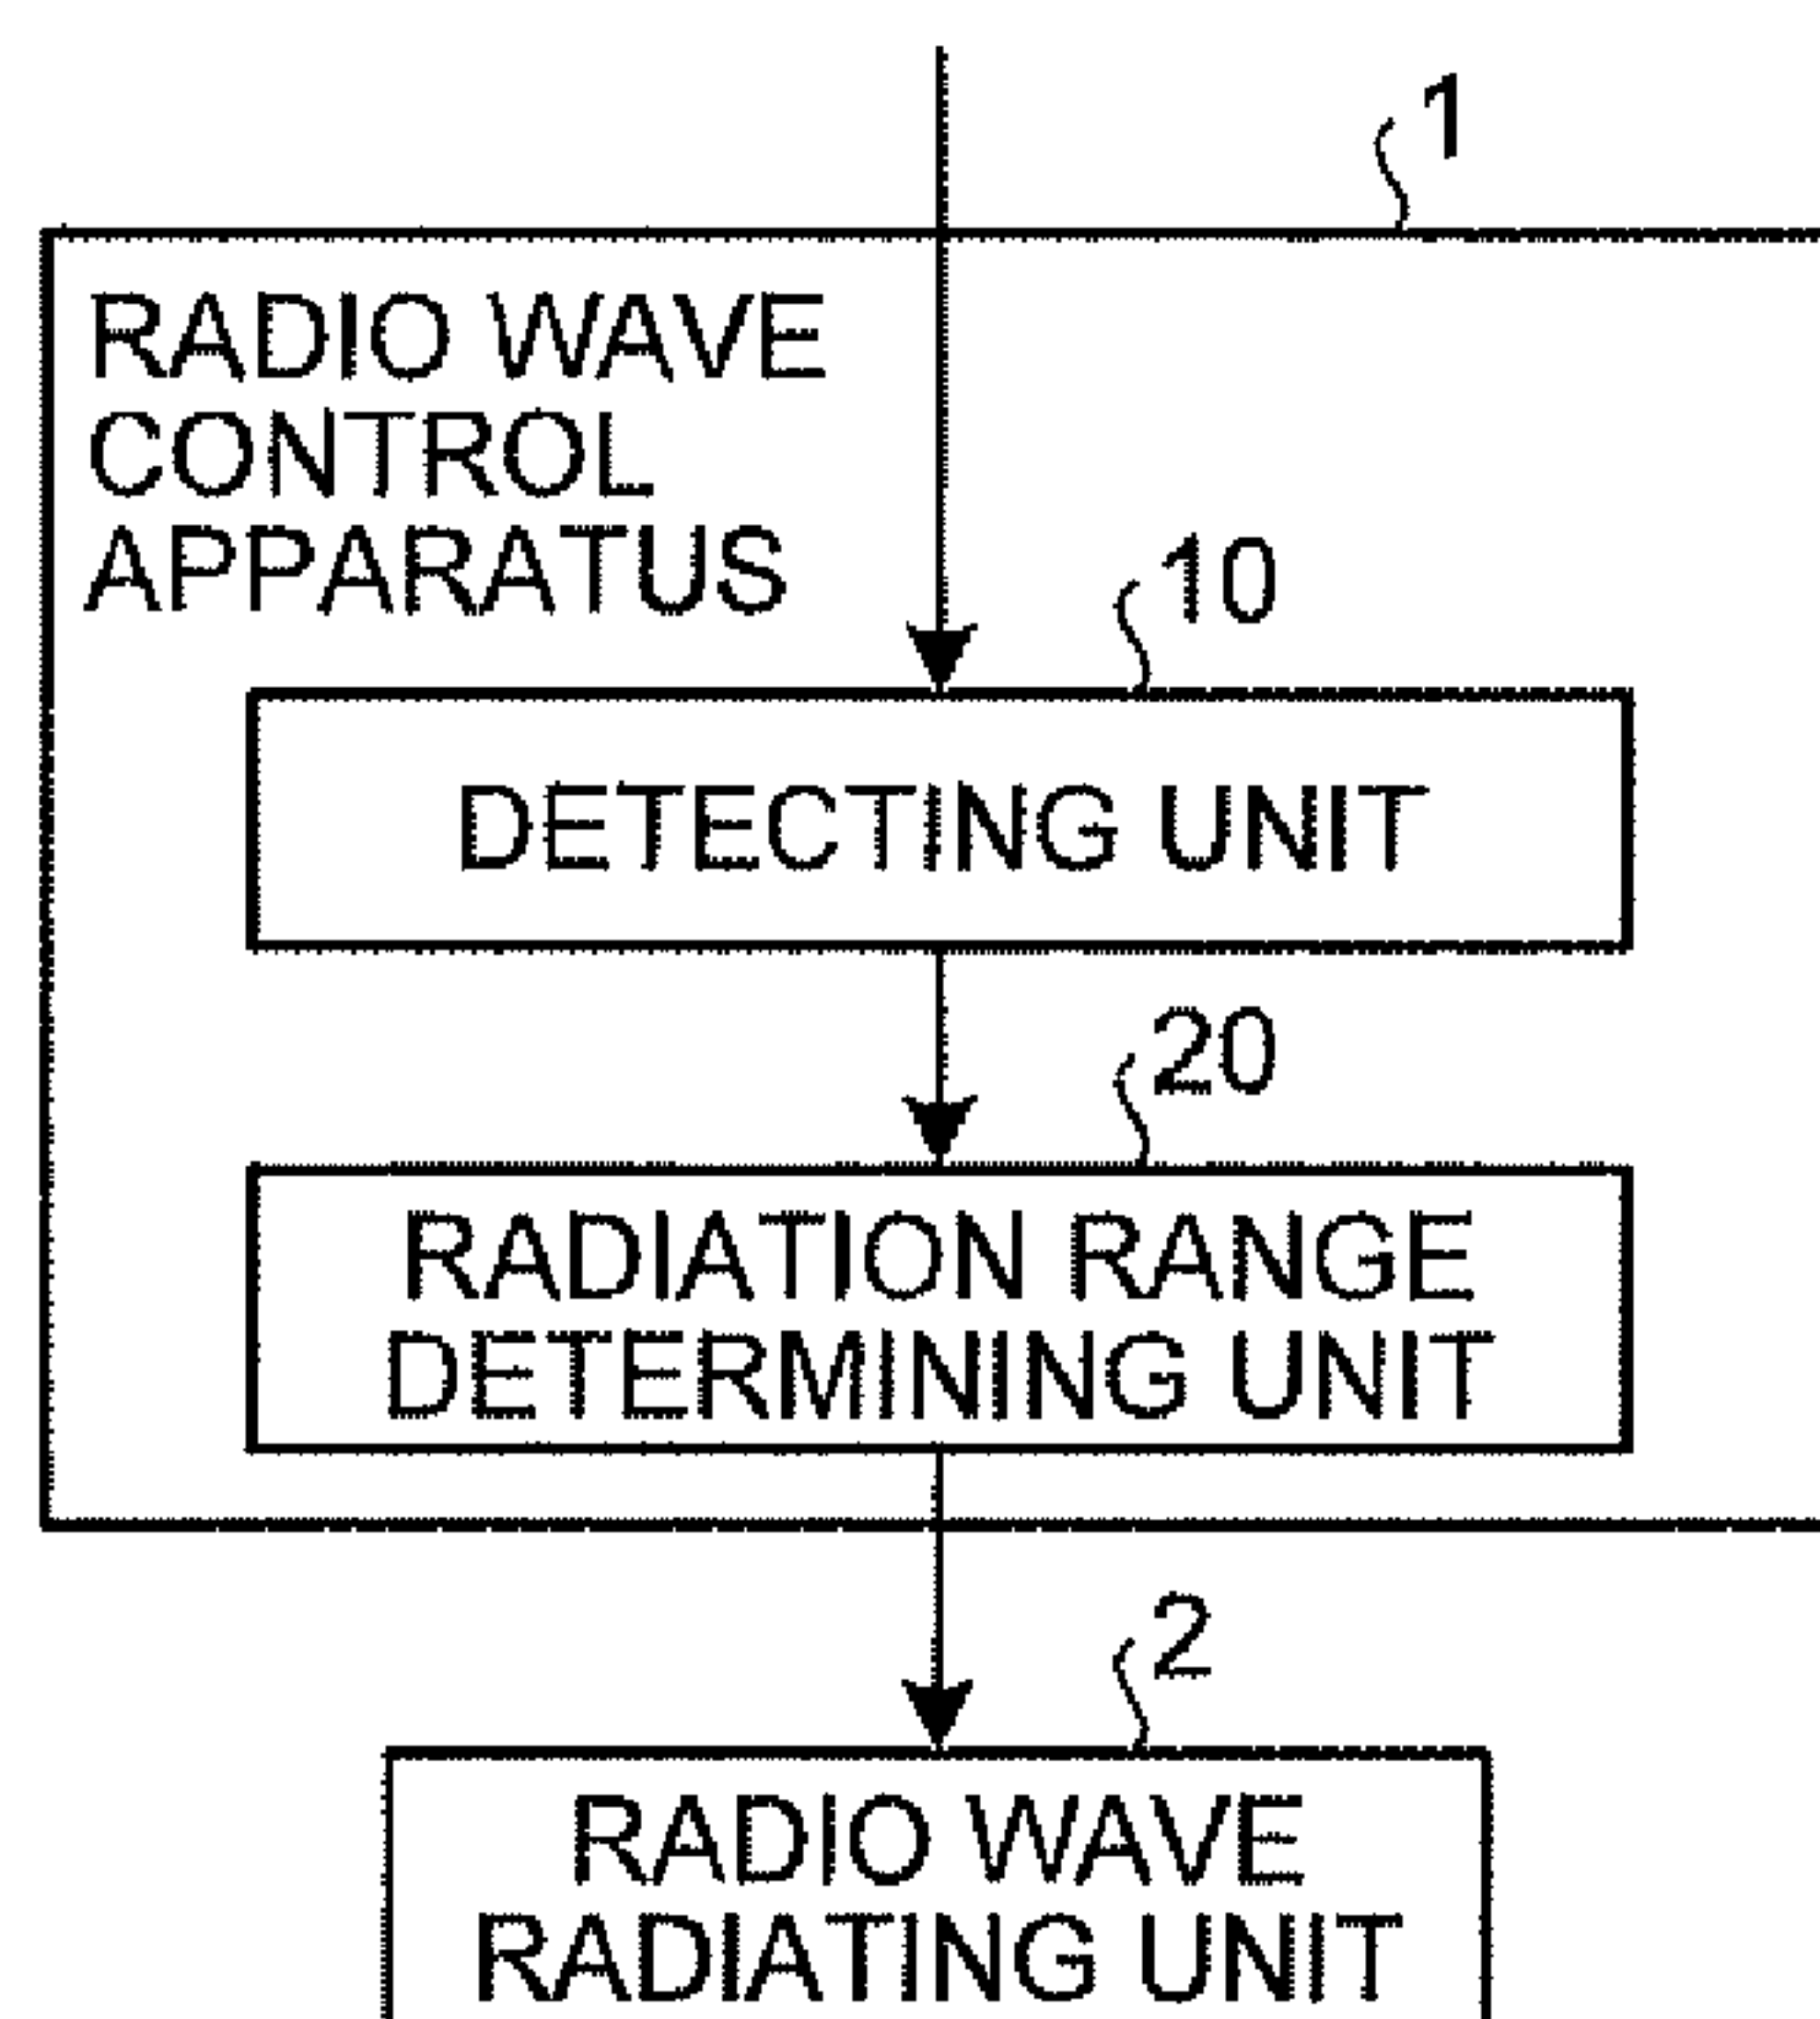 1
RADIO WAVE
CONTROL
APPARATUS
10
DETECTING UNIT
20
RADIATION RANGE
DETERMINING UNIT
2
RADIO WAVE
RADIATING UNIT